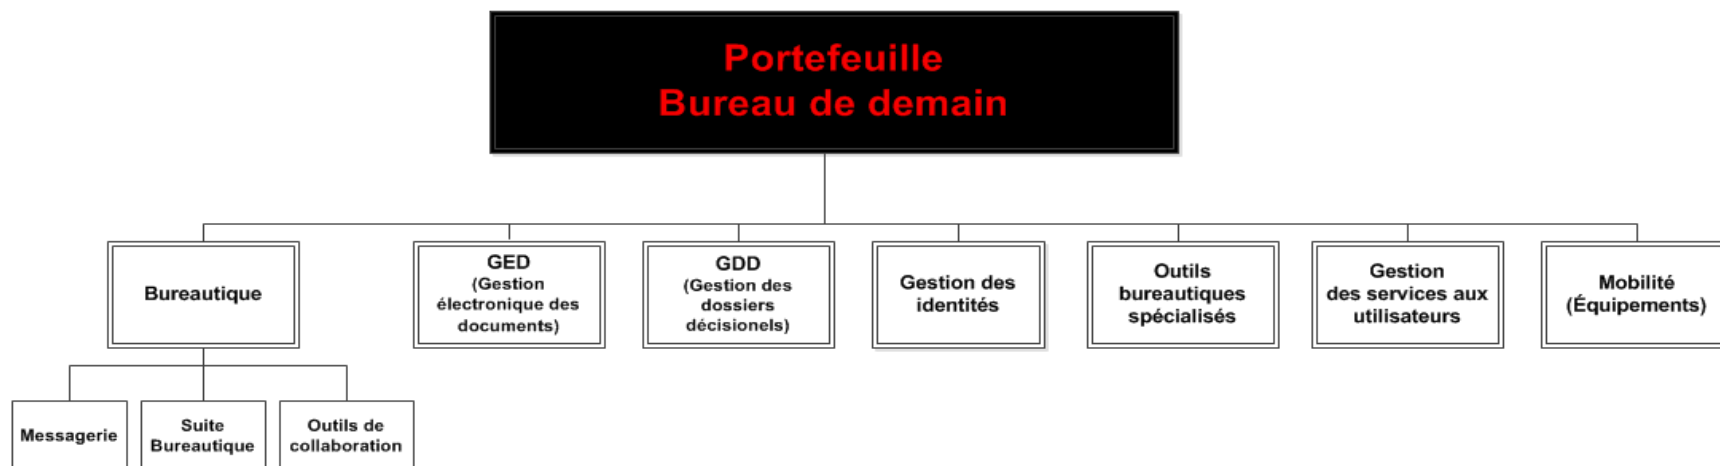 Portefeuille
Bureau de demain
Bureautique
GED
(Gestion
électronique des
documents)
GDD
(Gestion des
dossiers
décisionels)
Gestion des
identités
Outils
bureautiques
spécialisés
Gestion
des services aux
utilisateurs
Mobilité
(Équipements)
Messagerie
Suite
Bureautique
Outils de
collaboration